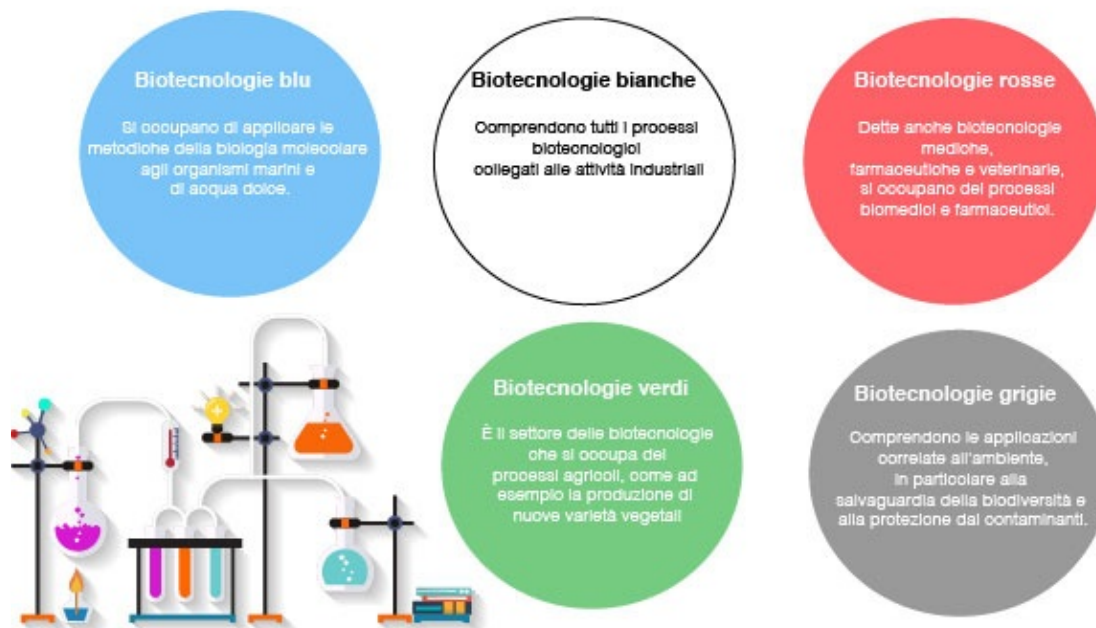 Biotecnologie blu
Si occupano di applicare le
metodiche della biologia molecolare
agli organismi marini e
di acqua dolce.
Biotecnologie bianche
Comprendono tutti i processi
biotecnologici
collegati alle attività industriali
Biotecnologie rosse
Dette anche biotecnologie
mediche,
farmaceutiche e veterinarie,
si occupano dei processi
biomedici e farmaceutici.
Biotecnologie verdi
È il settore delle biotecnologie
che si occupa dei
processi agricoli, come ad
esempio la produzione di
nuove varietà vegetali
Biotecnologie grigie
Comprendono le applicazioni
correlate all'ambiente,
in particolare alla
salvaguardia della biodiversità e
alla protezione dai contaminanti.